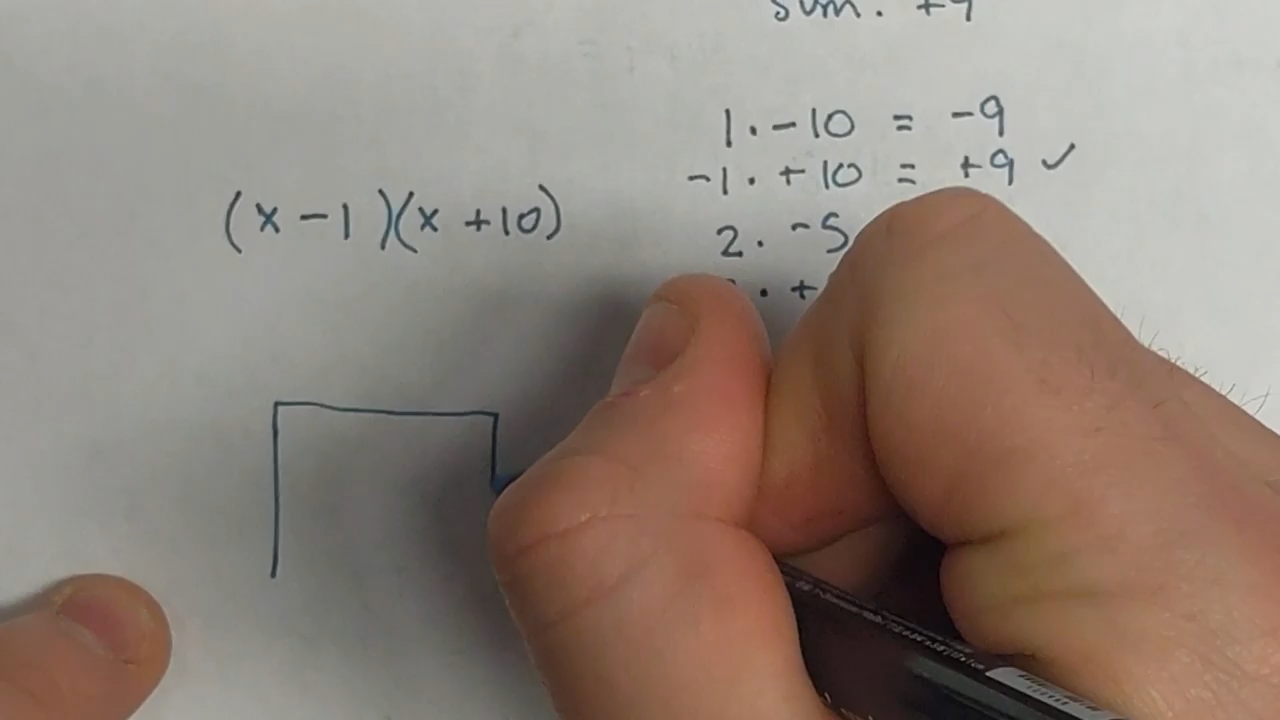 sum: +9
1 · -10 = -9
-1 · +10 = +9 ✓
(x - 1)(x + 10)
2 · -5
· +